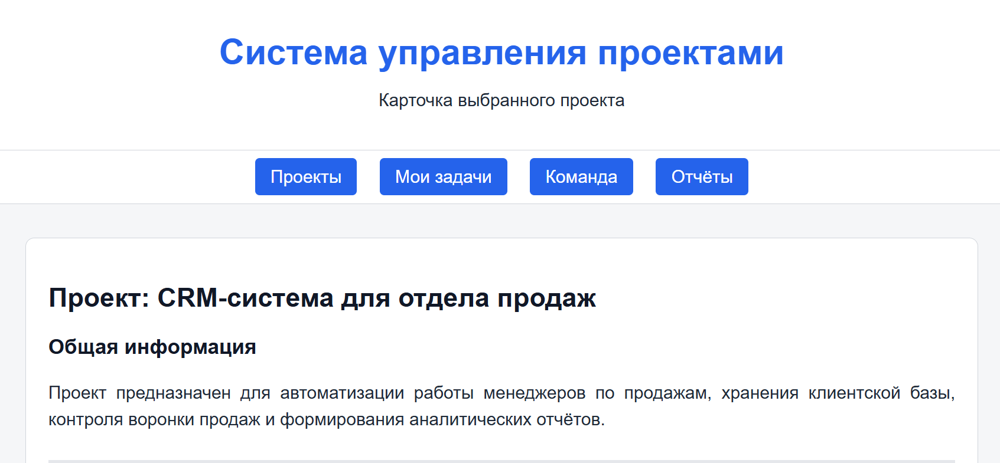 Система управления проектами
Карточка выбранного проекта
Проекты Мои задачи Команда Отчёты
Проект: CRM-система для отдела продаж
Общая информация
Проект предназначен для автоматизации работы менеджеров по продажам, хранения клиентской базы,
контроля воронки продаж и формирования аналитических отчётов.